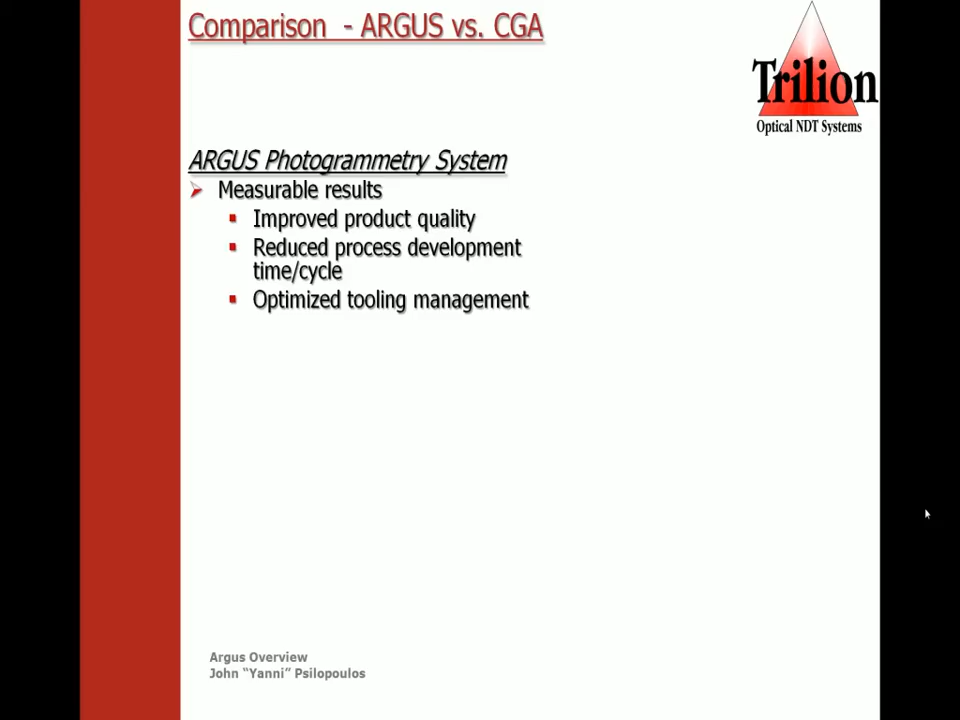 Comparison - ARGUS vs. CGA
Trilion
Optical NDT Systems
ARGUS Photogrammetry System
Measurable results
Improved product quality
Reduced process development
time/cycle
Optimized tooling management
Argus Overview
John “Yanni” Psilopoulos